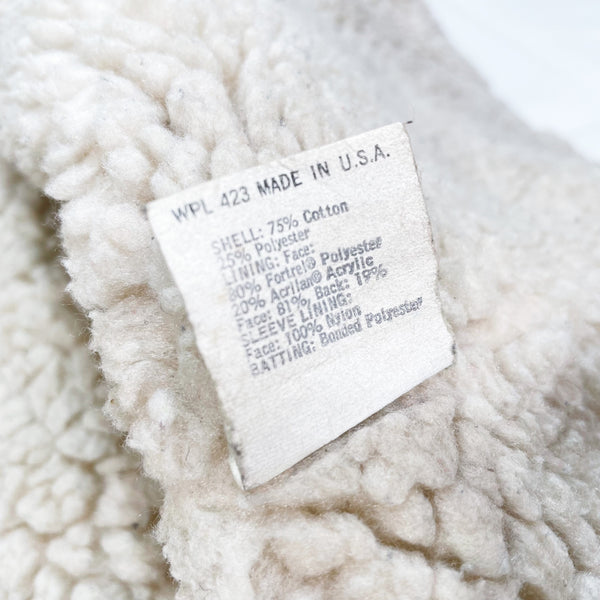 WPL 423 MADE IN U.S.A.
SHELL: 75% Cotton
25% Polyester
LINING: Face:
80% Fortrel® Polyester
20% Acrilan® Acrylic
Face: 81% Back: 19%
SLEEVE LINING:
Face: 100% Nylon
BATTING: Bonded Polyester